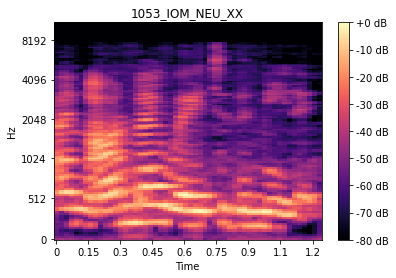 1053_IOM_NEU_XX
+0 dB
8192
-10 dB
4096
-20 dB
-30 dB
2048
Hz
-40 dB
1024
-50 dB
512
-60 dB
-70 dB
0
-80 dB
0 0.15 0.3 0.45 0.6 0.75 0.9 1.1 1.2
Time